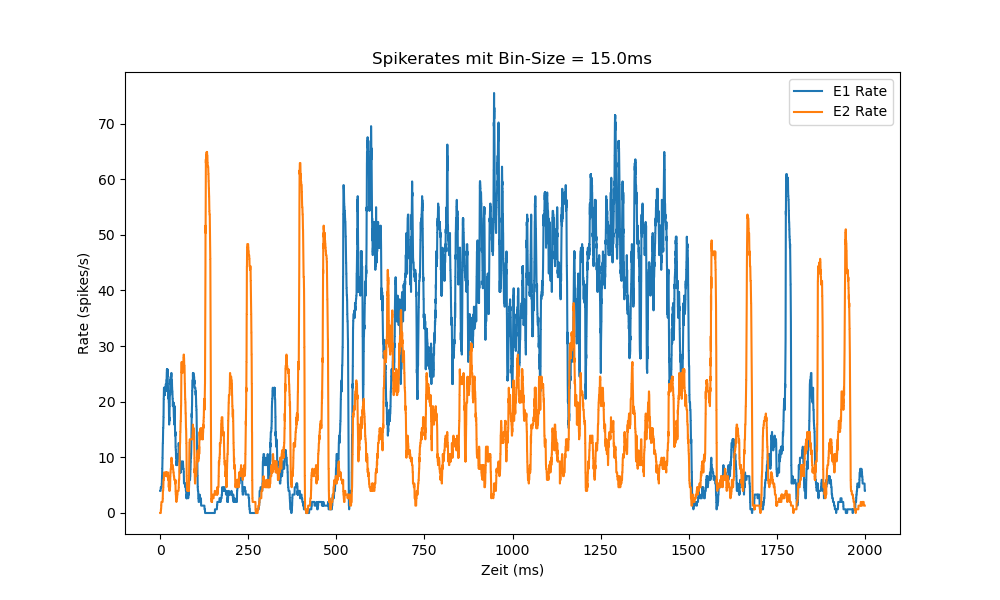 Spikerates mit Bin-Size = 15.0ms
E1 Rate
E2 Rate
Rate (spikes/s)
70
60
50
40
30
20
10
0
0 250 500 750 1000 1250 1500 1750 2000
Zeit (ms)